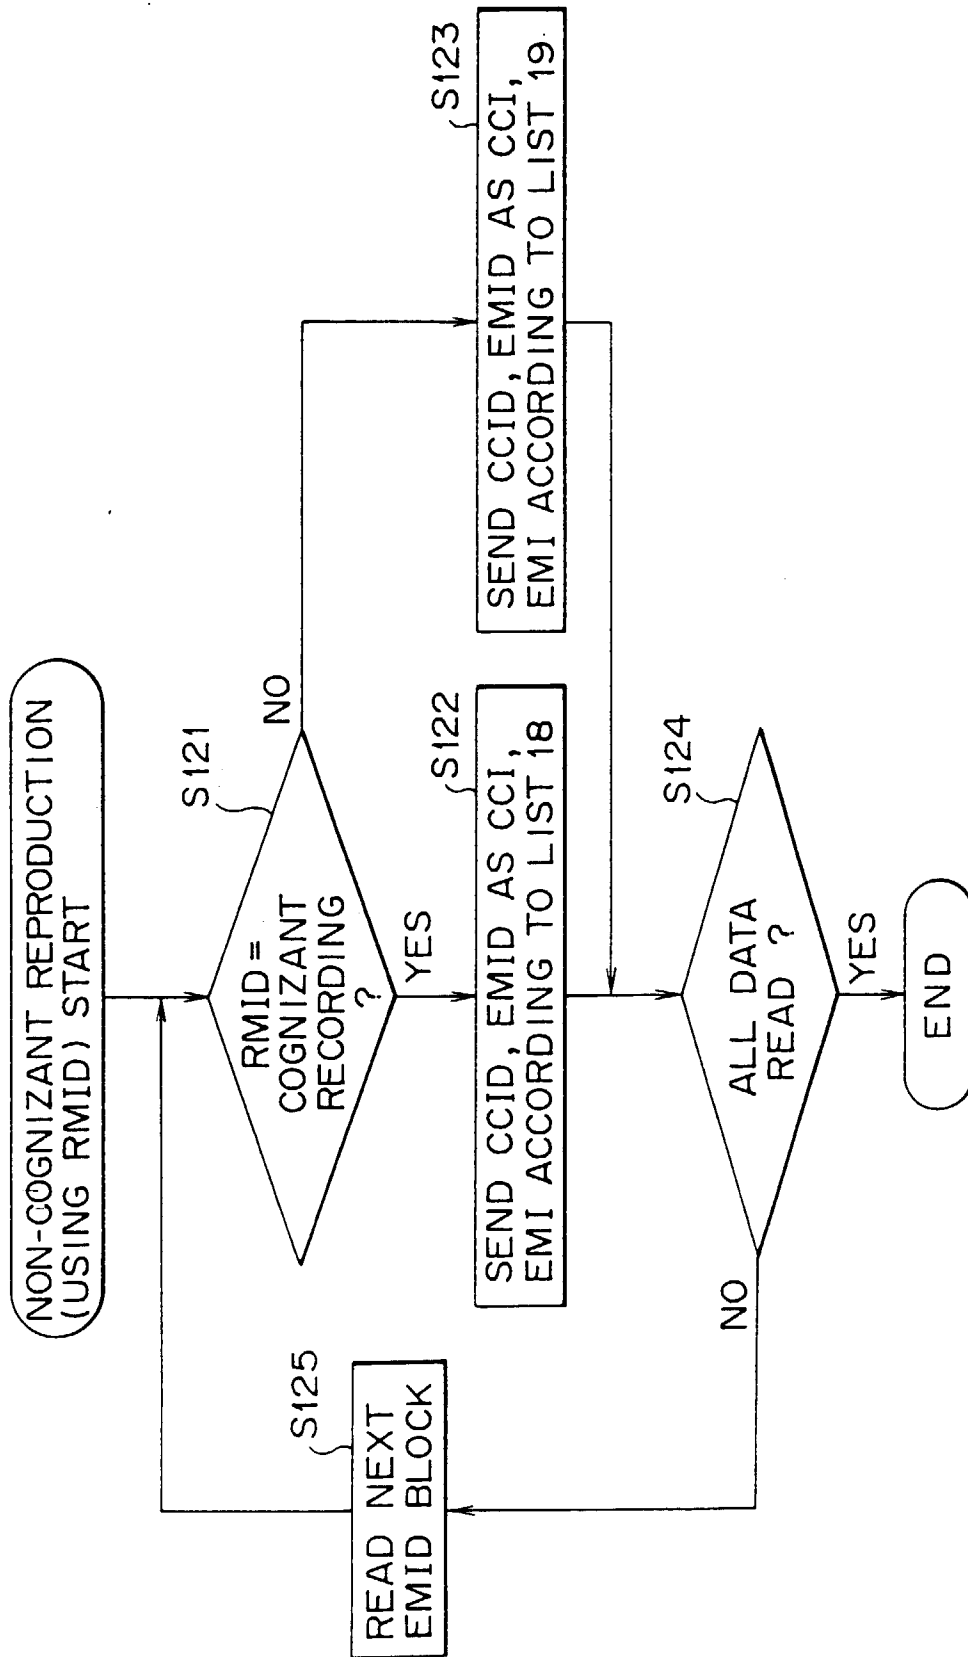 NON-COGNIZANT REPRODUCTION
(USING RMID) START
S121
RMID=
COGNIZANT
RECORDING
?
NO
YES
S122
SEND CCID, EMID AS CCI,
EMI ACCORDING TO LIST 18
S123
SEND CCID, EMID AS CCI,
EMI ACCORDING TO LIST 19
S124
ALL DATA
READ ?
NO
YES
S125
READ NEXT
EMID BLOCK
END